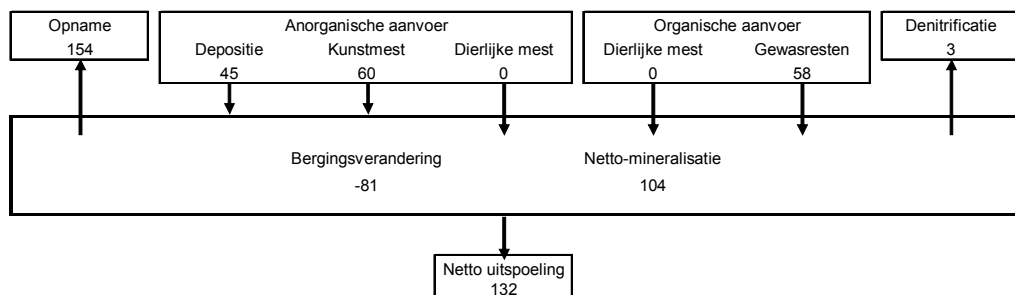 Opname
154
Anorganische aanvoer
Depositie Kunstmest Dierlijke mest
45 60 0
Organische aanvoer
Dierlijke mest Gewasresten
0 58
Denitrificatie
3
Bergingsverandering Netto-mineralisatie
-81 104
Netto uitspoeling
132